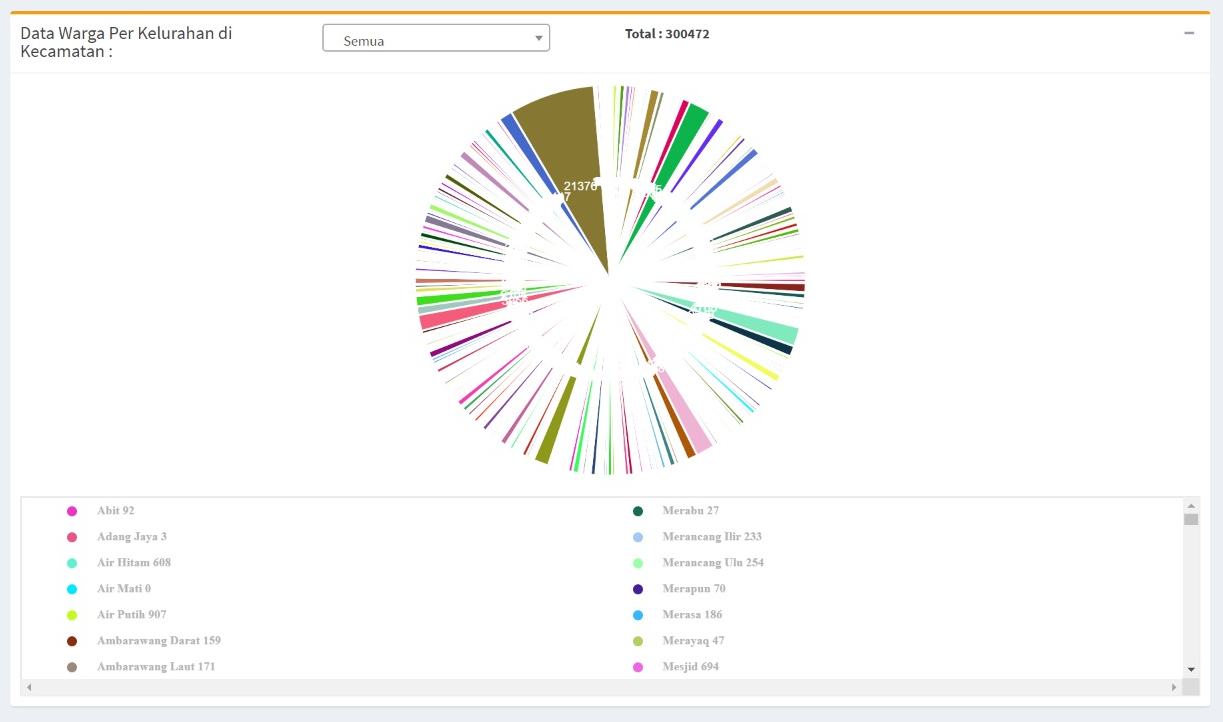 Data Warga Per Kelurahan di
Kecamatan :
Semua
Total : 300472
21376
Abit 92
Adang Jaya 3
Air Hitam 608
Air Mati 0
Air Putih 907
Ambarawang Darat 159
Ambarawang Laut 171
Merabu 27
Merancang Ilir 233
Merancang Ulu 254
Merapun 70
Merasa 186
Merayaq 47
Mesjid 694